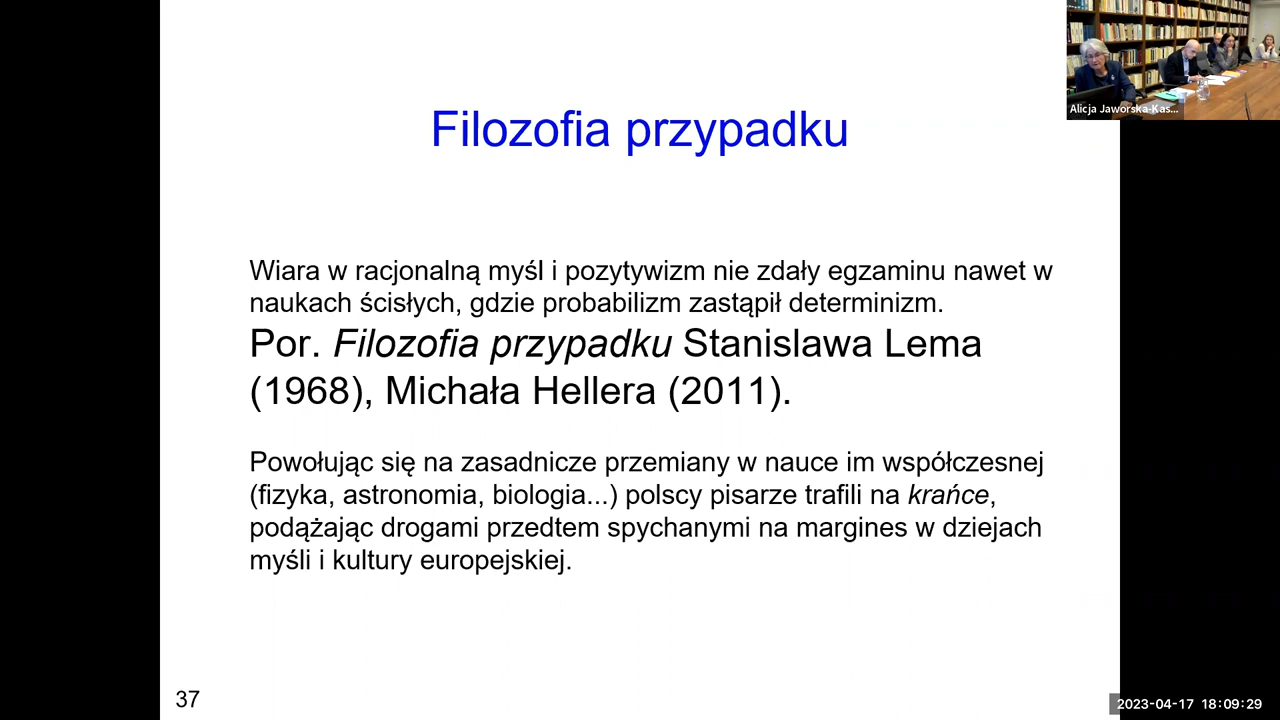 Alicja Jaworska-Kas...
Filozofia przypadku
Wiara w racjonalną myśl i pozytywizm nie zdały egzaminu nawet w
naukach ścisłych, gdzie probabilizm zastąpił determinizm.
Por. Filozofia przypadku Stanislawa Lema
(1968), Michała Hellera (2011).
Powołując się na zasadnicze przemiany w nauce im współczesnej
(fizyka, astronomia, biologia...) polscy pisarze trafili na krańce,
podążając drogami przedtem spychanymi na margines w dziejach
myśli i kultury europejskiej.
37
2023-04-17 18:09:29